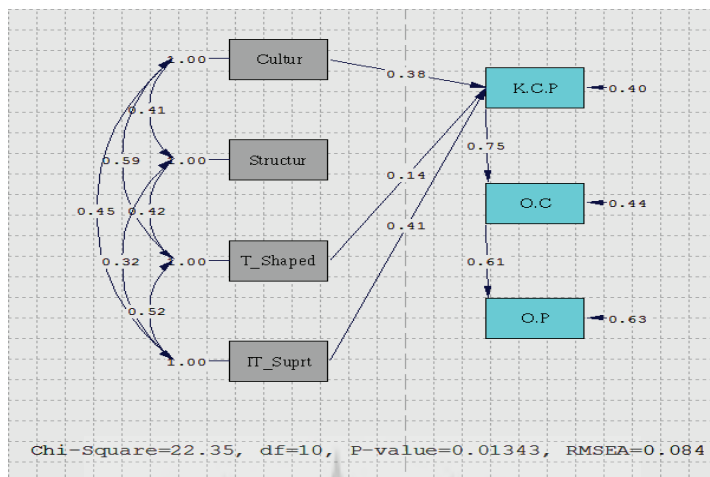 1.00
Cultur
0.38
K.C.P
0.40
0.41
0.75
1.00
Structur
0.59
0.14
0.45
0.42
0.41
O.C
0.44
0.32
1.00
T_Shaped
0.61
0.52
O.P
0.63
1.00
IT_Suprt
Chi-Square=22.35, df=10, P-value=0.01343, RMSEA=0.084